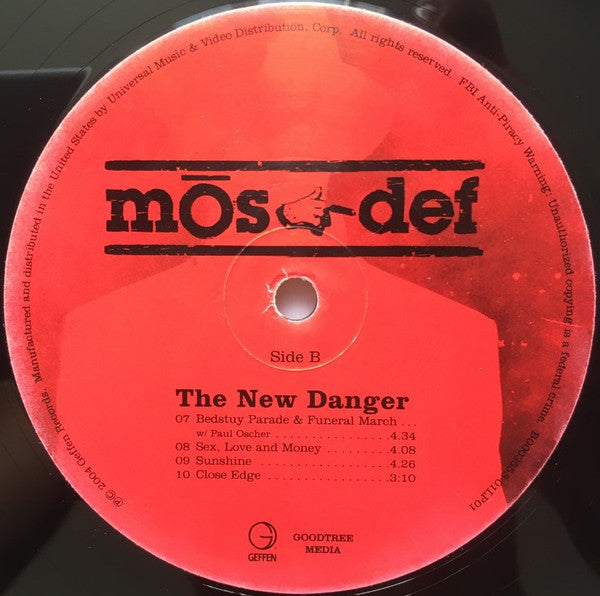 ℗© 2004 Geffen Records. Manufactured and distributed in the United States by Universal Music & Video Distribution, Corp. All rights reserved. FBI Anti-Piracy Warning: Unauthorized copying is a federal crime.
mōs def
Side B
The New Danger
07 Bedstuy Parade & Funeral March ...
w/ Paul Oscher .................... 4.34
08 Sex, Love and Money ........... 4:08
09 Sunshine ........................ 4.26
10 Close Edge ...................... 3:10
G
GEFFEN
GOODTREE
MEDIA